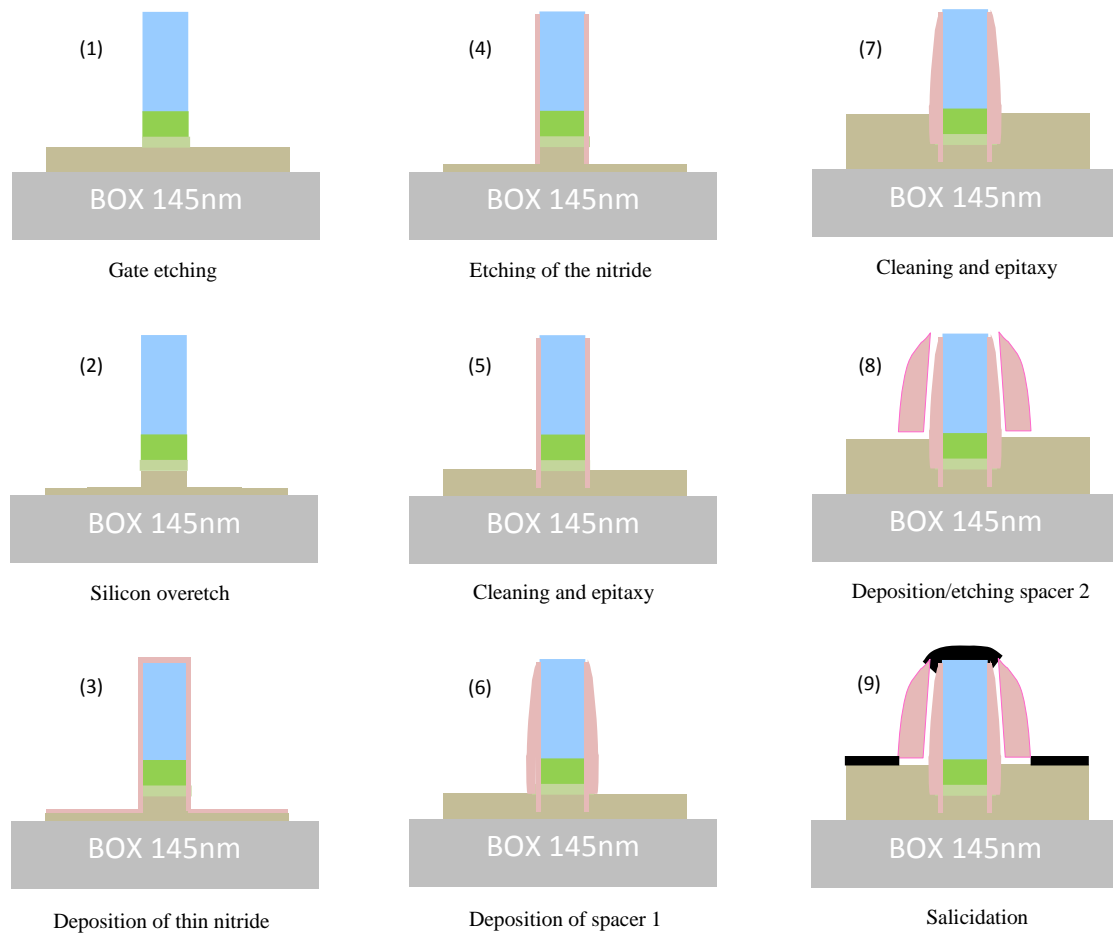 (1)
BOX 145nm
Gate etching
(2)
BOX 145nm
Silicon overetch
(3)
BOX 145nm
Deposition of thin nitride
(4)
BOX 145nm
Etching of the nitride
(5)
BOX 145nm
Cleaning and epitaxy
(6)
BOX 145nm
Deposition of spacer 1
(7)
BOX 145nm
Cleaning and epitaxy
(8)
BOX 145nm
Deposition/etching spacer 2
(9)
BOX 145nm
Salicidation